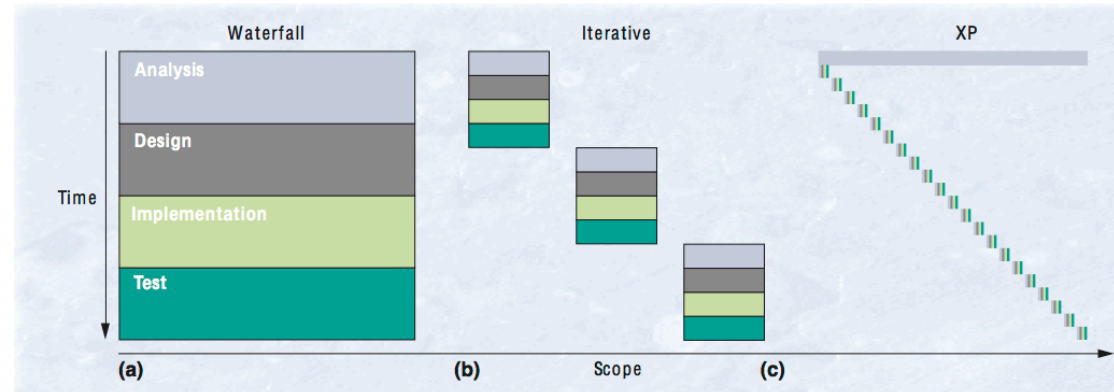 Waterfall
Iterative
XP
Analysis
Design
Time
Implementation
Test
(a)
(b)
Scope
(c)